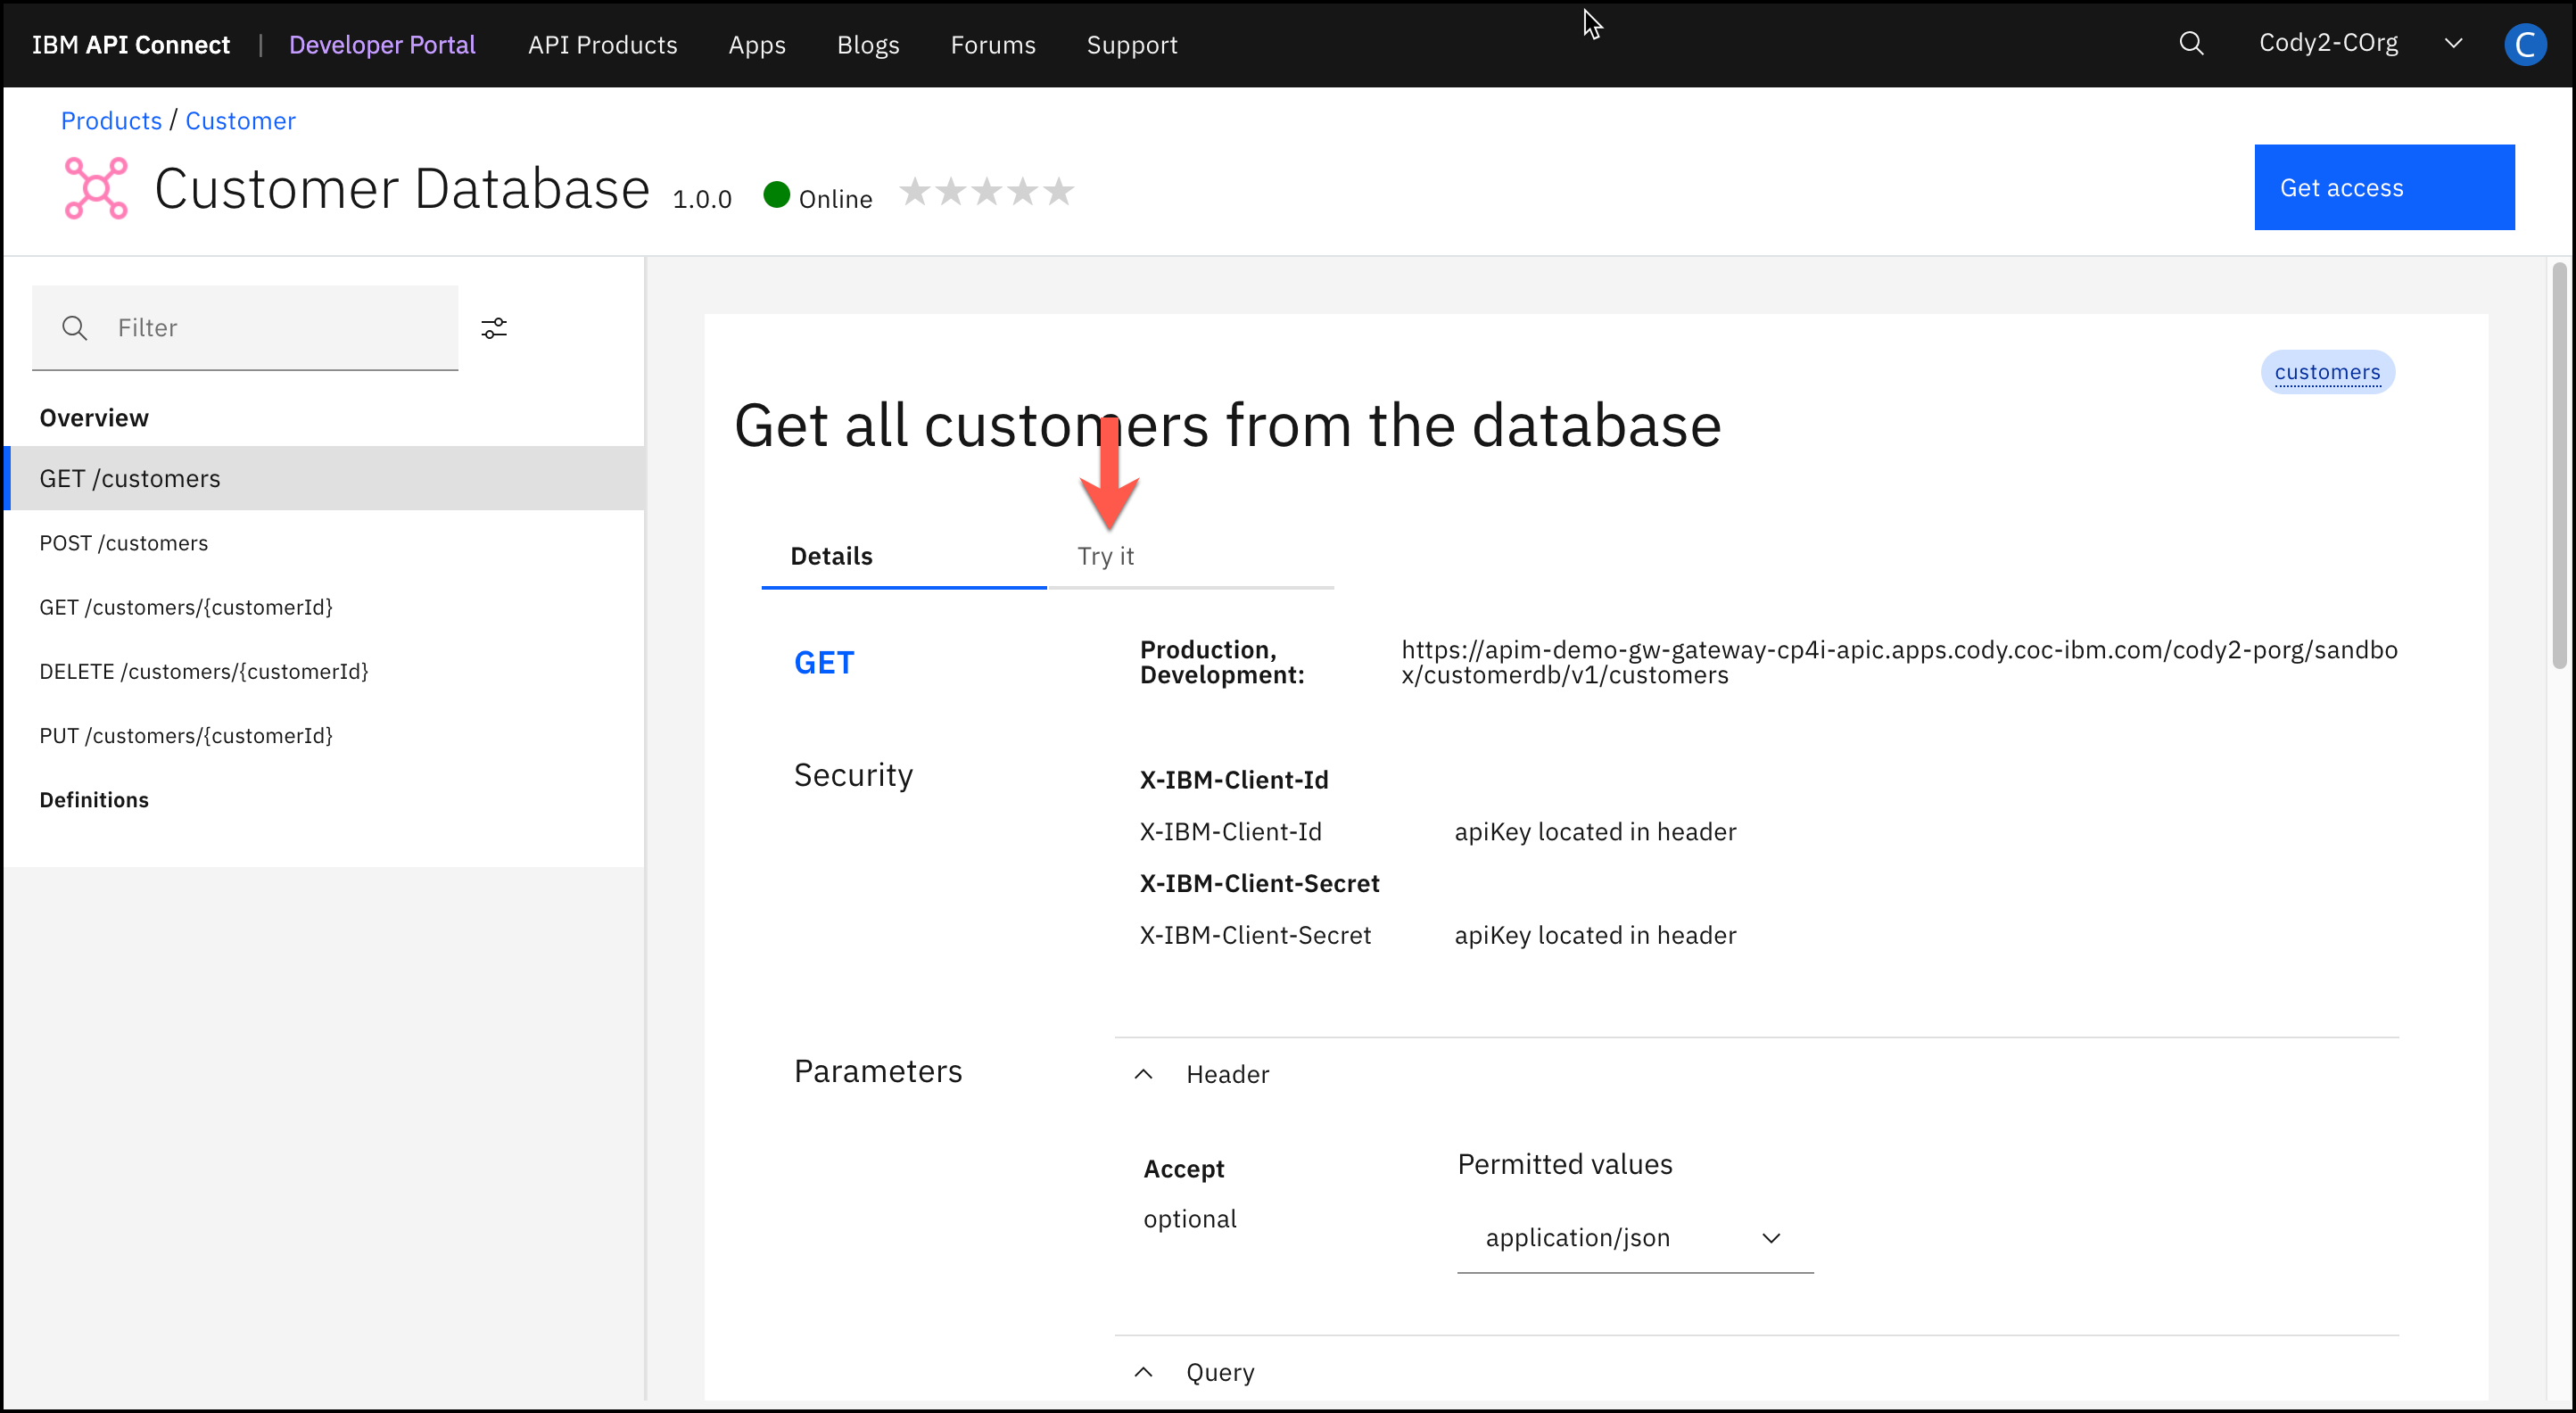 IBM API Connect | Developer Portal API Products Apps Blogs Forums Support Cody2-COrg C
Products / Customer
Customer Database 1.0.0 Online
Get access
Filter
Overview
GET /customers
POST /customers
GET /customers/{customerId}
DELETE /customers/{customerId}
PUT /customers/{customerId}
Definitions
customers
Get all customers from the database
Details Try it
GET
Production,
Development:
https://apim-demo-gw-gateway-cp4i-apic.apps.cody.coc-ibm.com/cody2-porg/sandbo
x/customerdb/v1/customers
Security
X-IBM-Client-Id
X-IBM-Client-Id apiKey located in header
X-IBM-Client-Secret
X-IBM-Client-Secret apiKey located in header
Parameters
Header
Accept
optional
Permitted values
application/json
Query